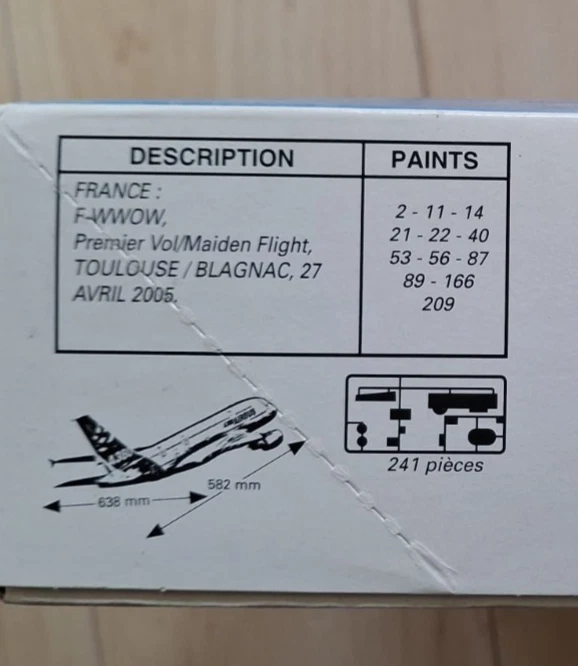 DESCRIPTION
PAINTS
FRANCE :
F-WWOW,
Premier Vol/Maiden Flight,
TOULOUSE / BLAGNAC, 27
AVRIL 2005.
2 - 11 - 14
21 - 22 - 40
53 - 56 - 87
89 - 166
209
241 pièces
582 mm
638 mm